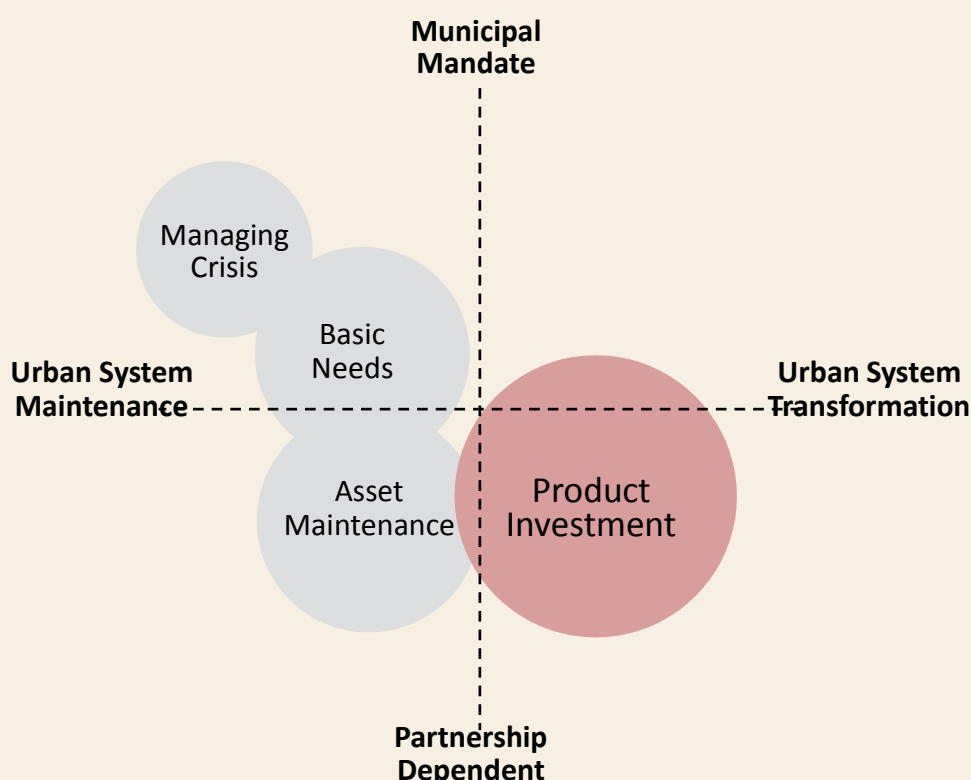 Municipal
Mandate
Managing
Crisis
Basic
Needs
Urban System
Maintenance
Urban System
Transformation
Asset
Maintenance
Product
Investment
Partnership
Dependent